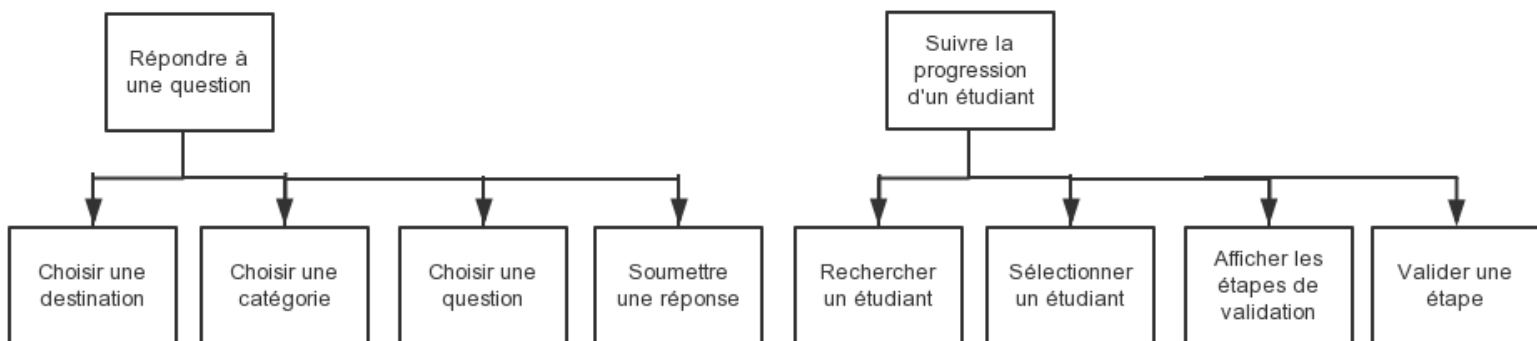 Répondre à
une question
Suivre la
progression
d'un étudiant
Choisir une
destination
Choisir une
catégorie
Choisir une
question
Soumettre
une réponse
Rechercher
un étudiant
Sélectionner
un étudiant
Afficher les
étapes de
validation
Valider une
étape